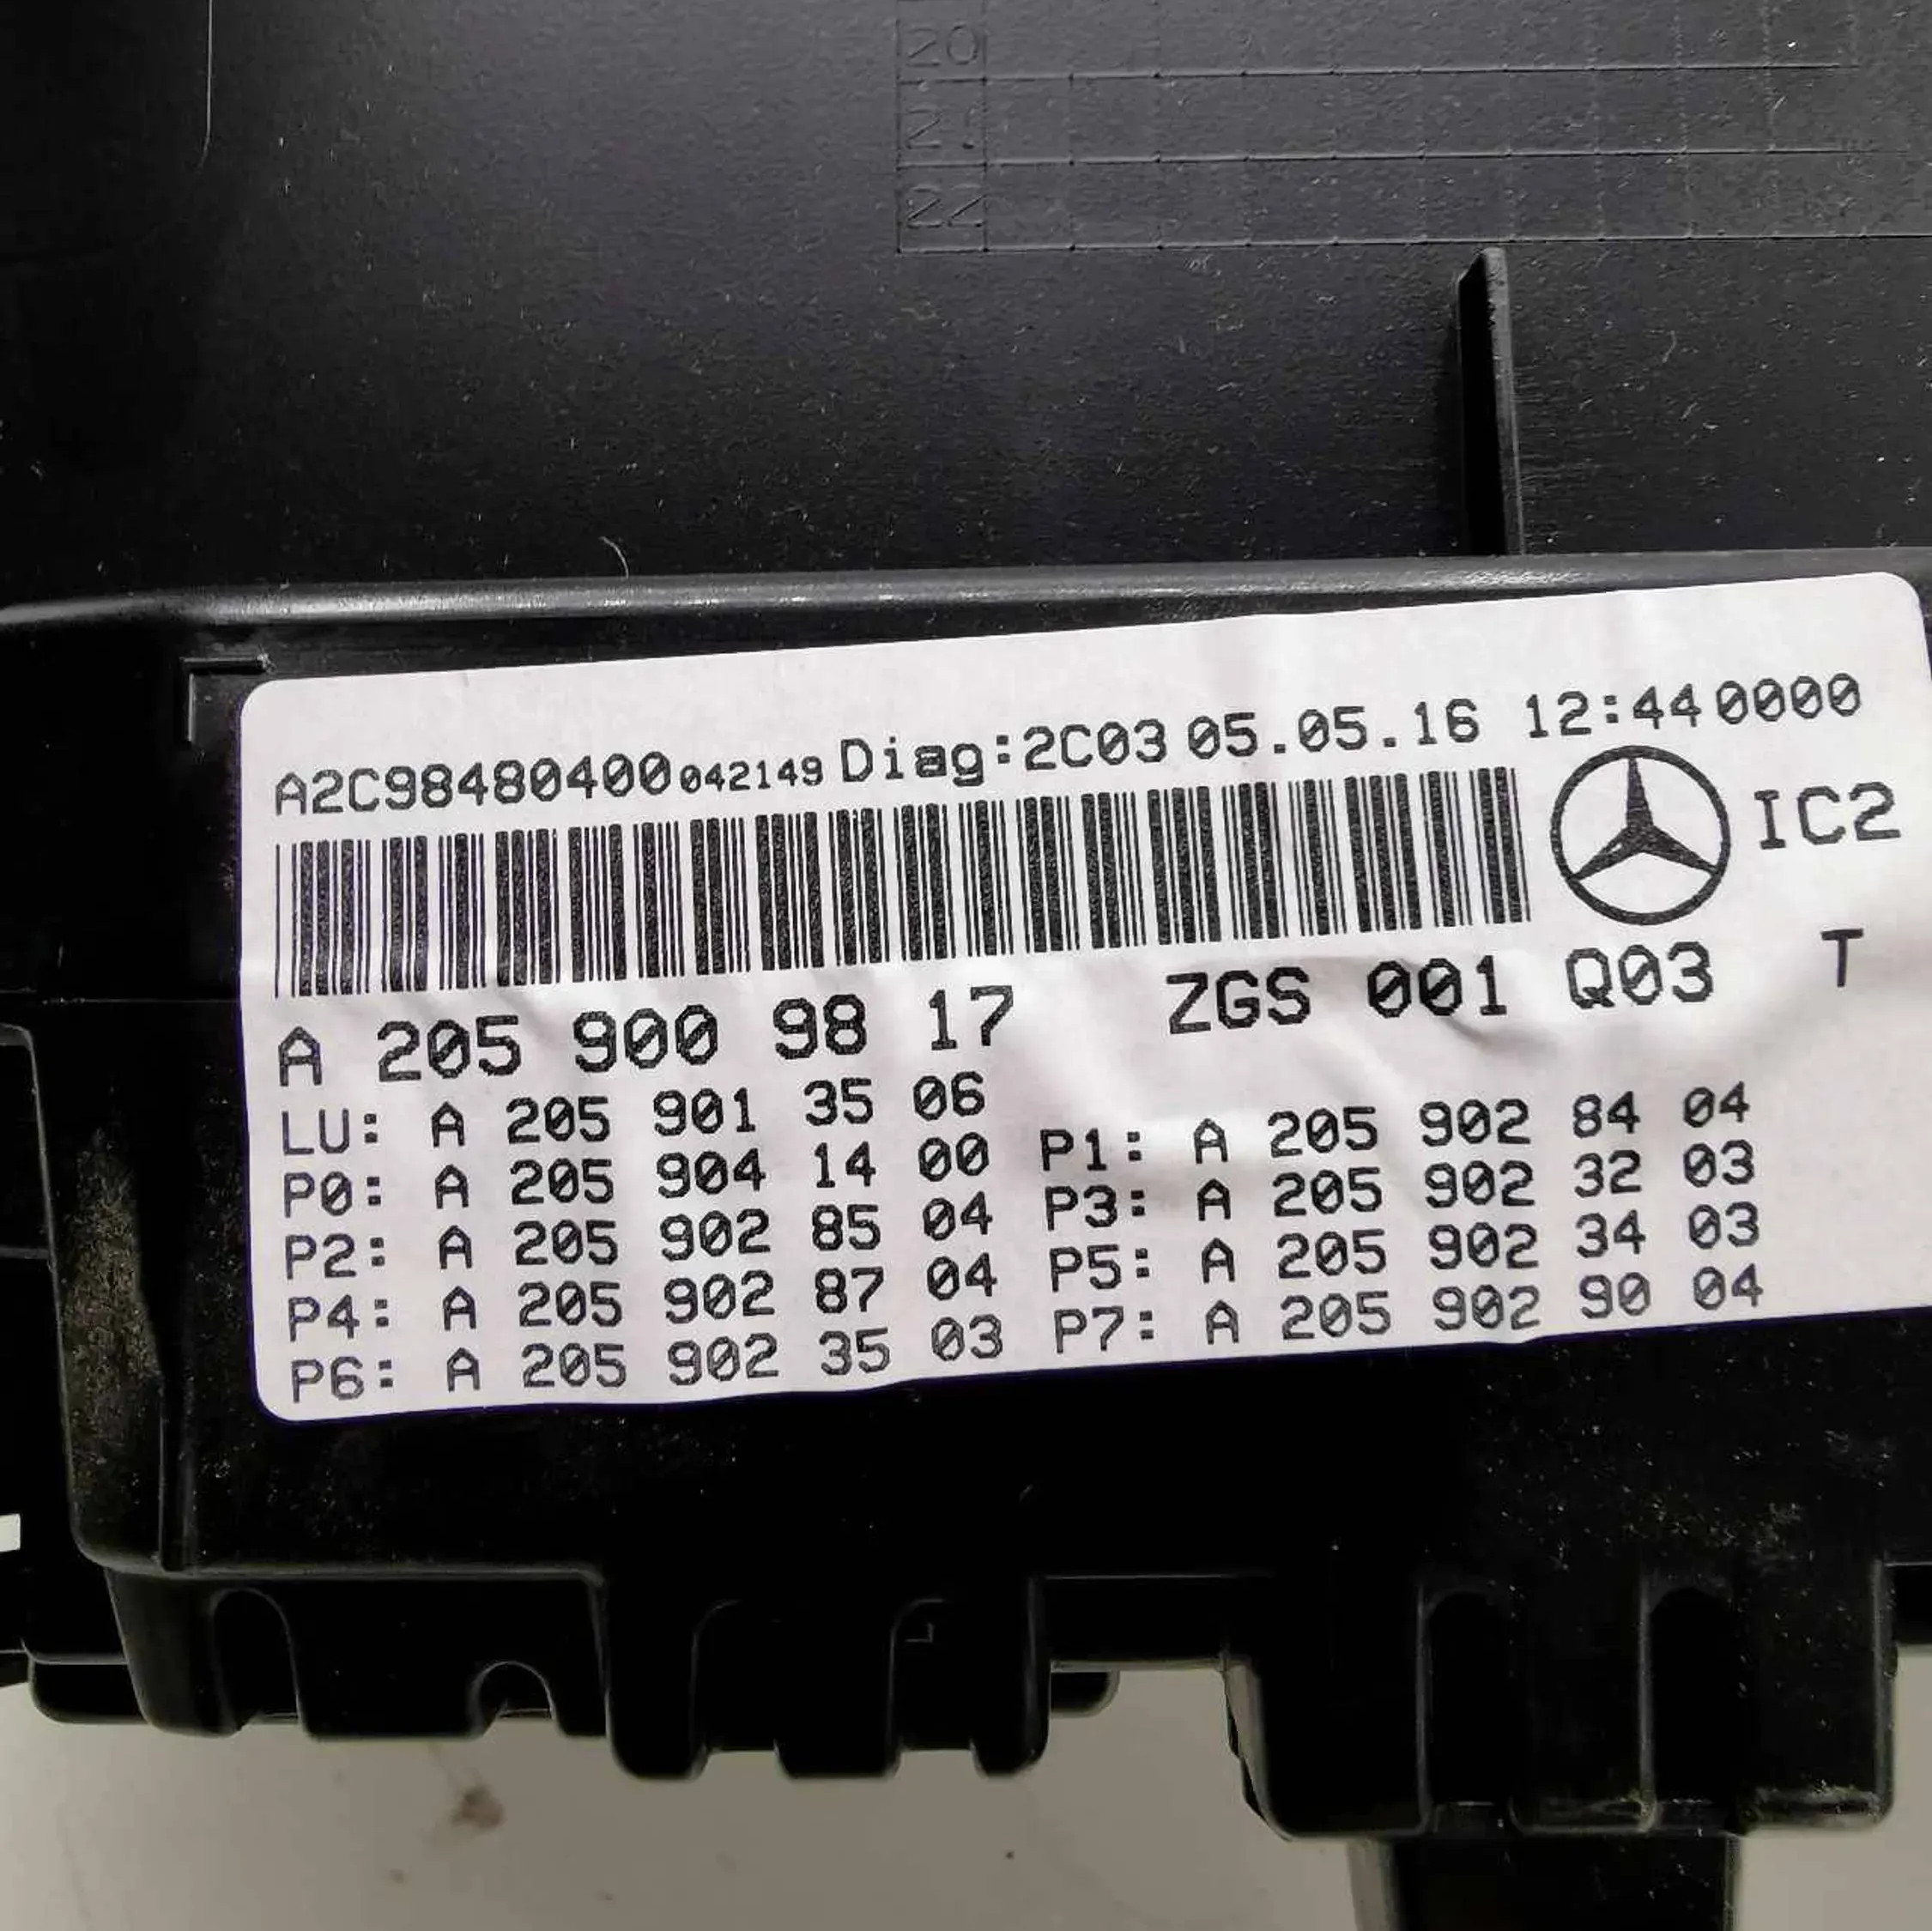 20
21
22
A2C98480400042149 Diag:2C03 05.05.16 12:44 0000
IC2
A 205 900 98 17 ZGS 001 Q03 T
LU: A 205 901 35 06
P0: A 205 904 14 00 P1: A 205 902 84 04
P2: A 205 902 85 04 P3: A 205 902 32 03
P4: A 205 902 87 04 P5: A 205 902 34 03
P6: A 205 902 35 03 P7: A 205 902 90 04